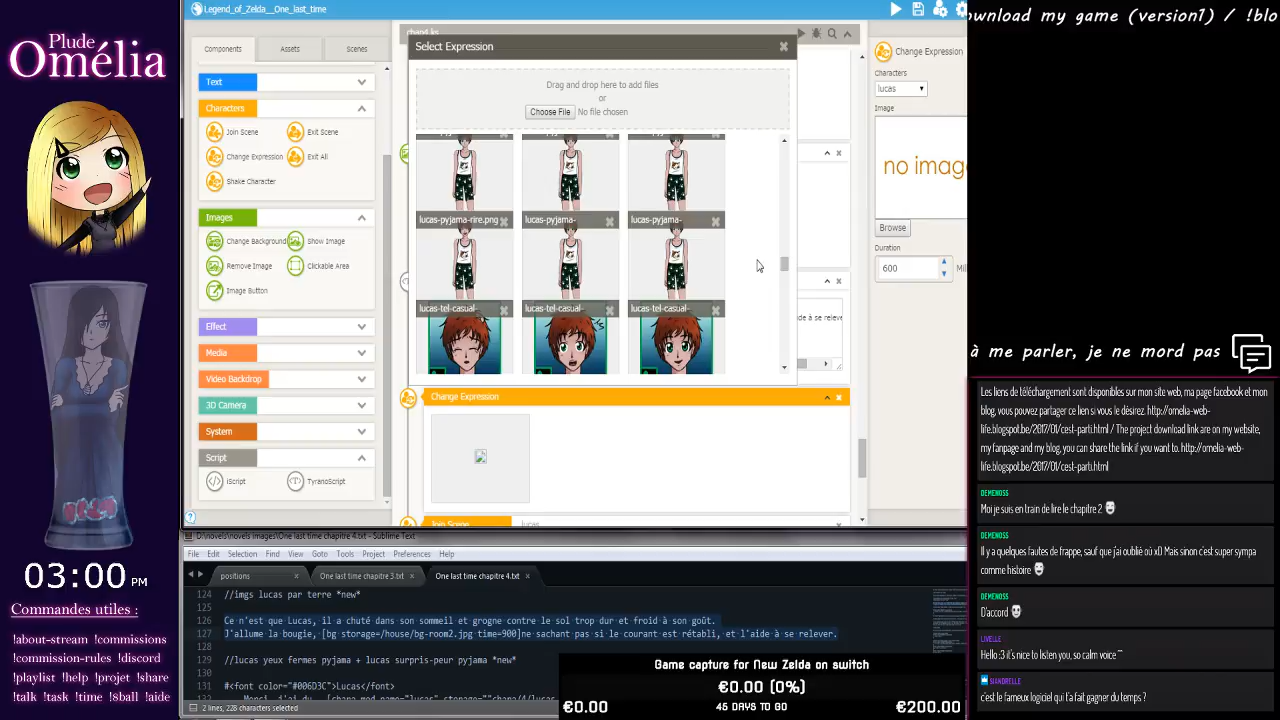 Plude
Omélia
03:00 PM
Commandes utiles :
!about-stream !commissions
!commission-rules !discord
!playlist !help !projet !share
!talk !task !time !8ball !aide
Legend_of_Zelda__One_last_time
Components
Assets
Scenes
Text
Characters
Join Scene
Exit Scene
Change Expression
Exit All
Shake Character
Images
Change Background
Show Image
Remove Image
Clickable Area
Image Button
Effect
Media
Video Backdrop
3D Camera
System
Script
iScript
TyranoScript
Select Expression
Drag and drop here to add files
or
Choose File No file chosen
lucas-pyjama-rire.png
lucas-pyjama-
lucas-pyjama-
lucas-tel-casual-
lucas-tel-casual-
lucas-tel-casual-
ide à se relever
Change Expression
Join Scene lucas
Change Expression
Characters
lucas
Image
no imag
Browse
Duration
600
D:\novels\novels images\One last time chapitre 4.txt - Sublime Text
File Edit Selection Find View Goto Tools Project Preferences Help
positions
One last time chapitre 3.txt
One last time chapitre 4.txt
124 //imgs lucas par terre *new*
125
126 Ce n'est que Lucas, il a chuté dans son sommeil et grogne contre le sol trop dur et froid à son goût.
127 J'allume la bougie, [bg storage=/house/bg-room2.jpg time=900]ne sachant pas si le courant est rétabli, et l'aide à se relever.
128
129 //lucas yeux fermes pyjama + lucas surpris-peur pyjama *new*
130
131 #<font color="#006D3C">Lucas</font>
2 lines, 228 characters selected
Game capture for New Zelda on switch
€0.00 (0%)
€0.00
45 DAYS TO GO
€200.00
ownload my game (version1) / !blo
à me parler, je ne mord pas
Les liens de téléchargement sont disponibles sur mon site web, ma page facebook et mon
blog, vous pouvez partager ce lien si vous le désirez. http://omelia-web-
life.blogspot.be/2017/01/cest-parti.html / The project download link are on my website,
my fanpage and my blog, you can share the link if you want to. http://omelia-web-
life.blogspot.be/2017/01/cest-parti.html
DEMENOSS
Moi je suis en train de lire le chapitre 2
DEMENOSS
Il y a quelques fautes de frappe, sauf que j'ai oublié où xD Mais sinon c'est super sympa
comme histoire
DEMENOSS
D'accord
LIVELLE
Hello :3 it's nice to listen you, so calm voice ^^
SIANDRELLE
c'est le fameux logiciel qui t'a fait gagner du temps ?